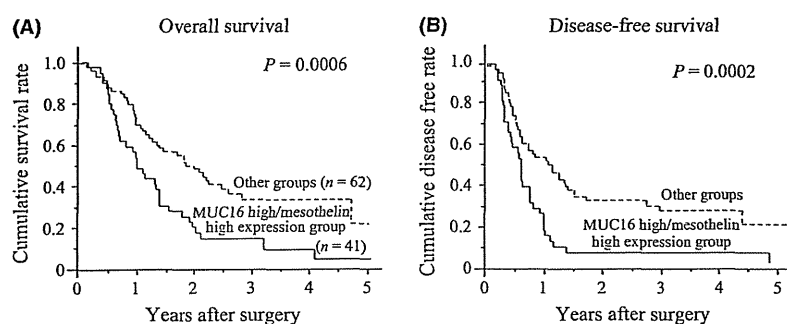 (A) Overall survival
P = 0.0006
Cumulative survival rate
1.0
0.8
0.6
0.4
0.2
0
Other groups (n = 62)
MUC16 high/mesothelin
high expression group
(n = 41)
0 1 2 3 4 5
Years after surgery
(B) Disease-free survival
P = 0.0002
Cumulative disease free rate
1.0
0.8
0.6
0.4
0.2
0
Other groups
MUC16 high/mesothelin
high expression group
0 1 2 3 4 5
Years after surgery